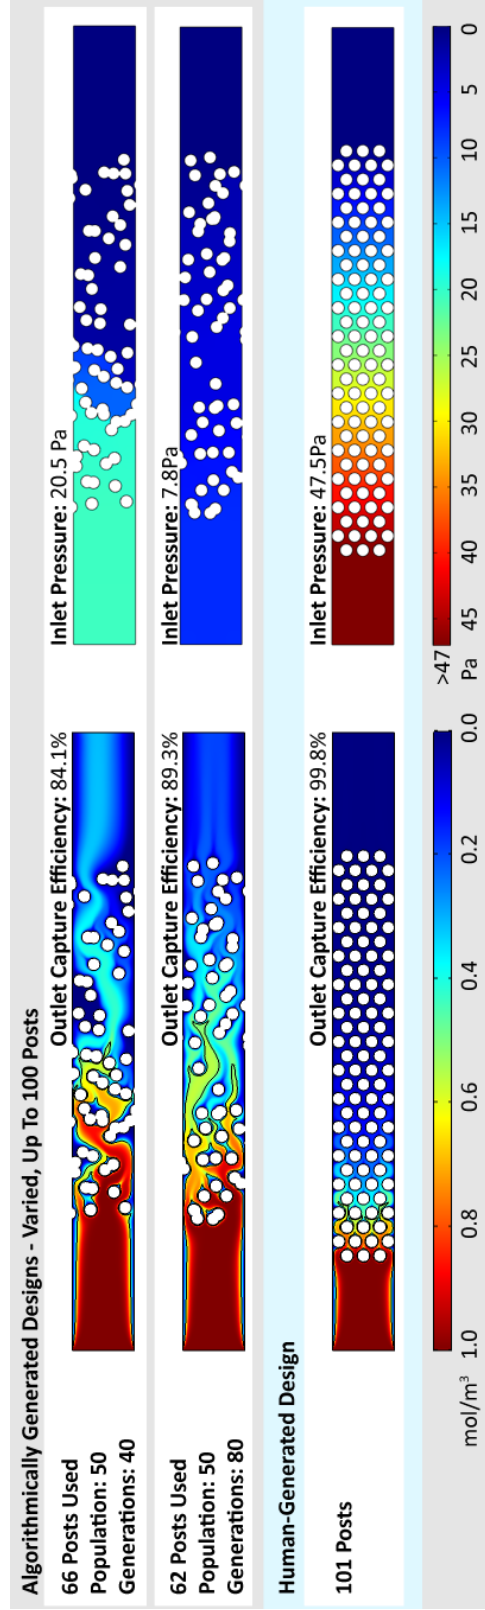 Algorithmically Generated Designs - Varied, Up To 100 Posts
66 Posts Used
Population: 50
Generations: 40
Outlet Capture Efficiency: 84.1%
Inlet Pressure: 20.5 Pa
62 Posts Used
Population: 50
Generations: 80
Outlet Capture Efficiency: 89.3%
Inlet Pressure: 7.8Pa
Human-Generated Design
101 Posts
Outlet Capture Efficiency: 99.8%
Inlet Pressure: 47.5Pa
mol/m³ 1.0 0.8 0.6 0.4 0.2 0.0
>47
Pa 45 40 35 30 25 20 15 10 5 0